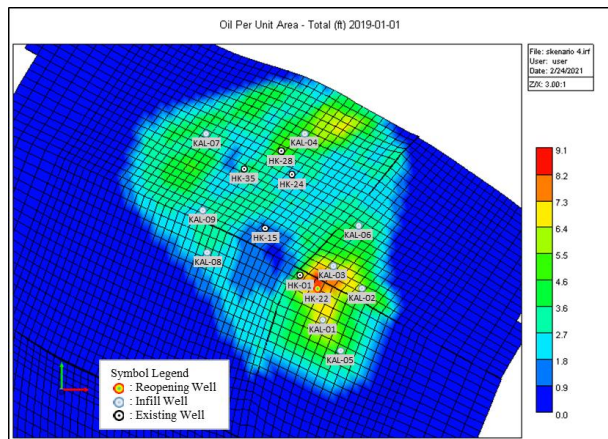 Oil Per Unit Area - Total (ft) 2019-01-01
File: skenario 4.irf
User: user
Date: 2/24/2021
Z/X: 3.00:1
KAL-07
KAL-04
HK-28
HK-35
HK-24
KAL-09
HK-15
KAL-06
KAL-08
KAL-03
HK-01
HK-22
KAL-02
KAL-01
KAL-05
9.1
8.2
7.3
6.4
5.5
4.6
3.6
2.7
1.8
0.9
0.0
Symbol Legend
: Reopening Well
: Infill Well
: Existing Well